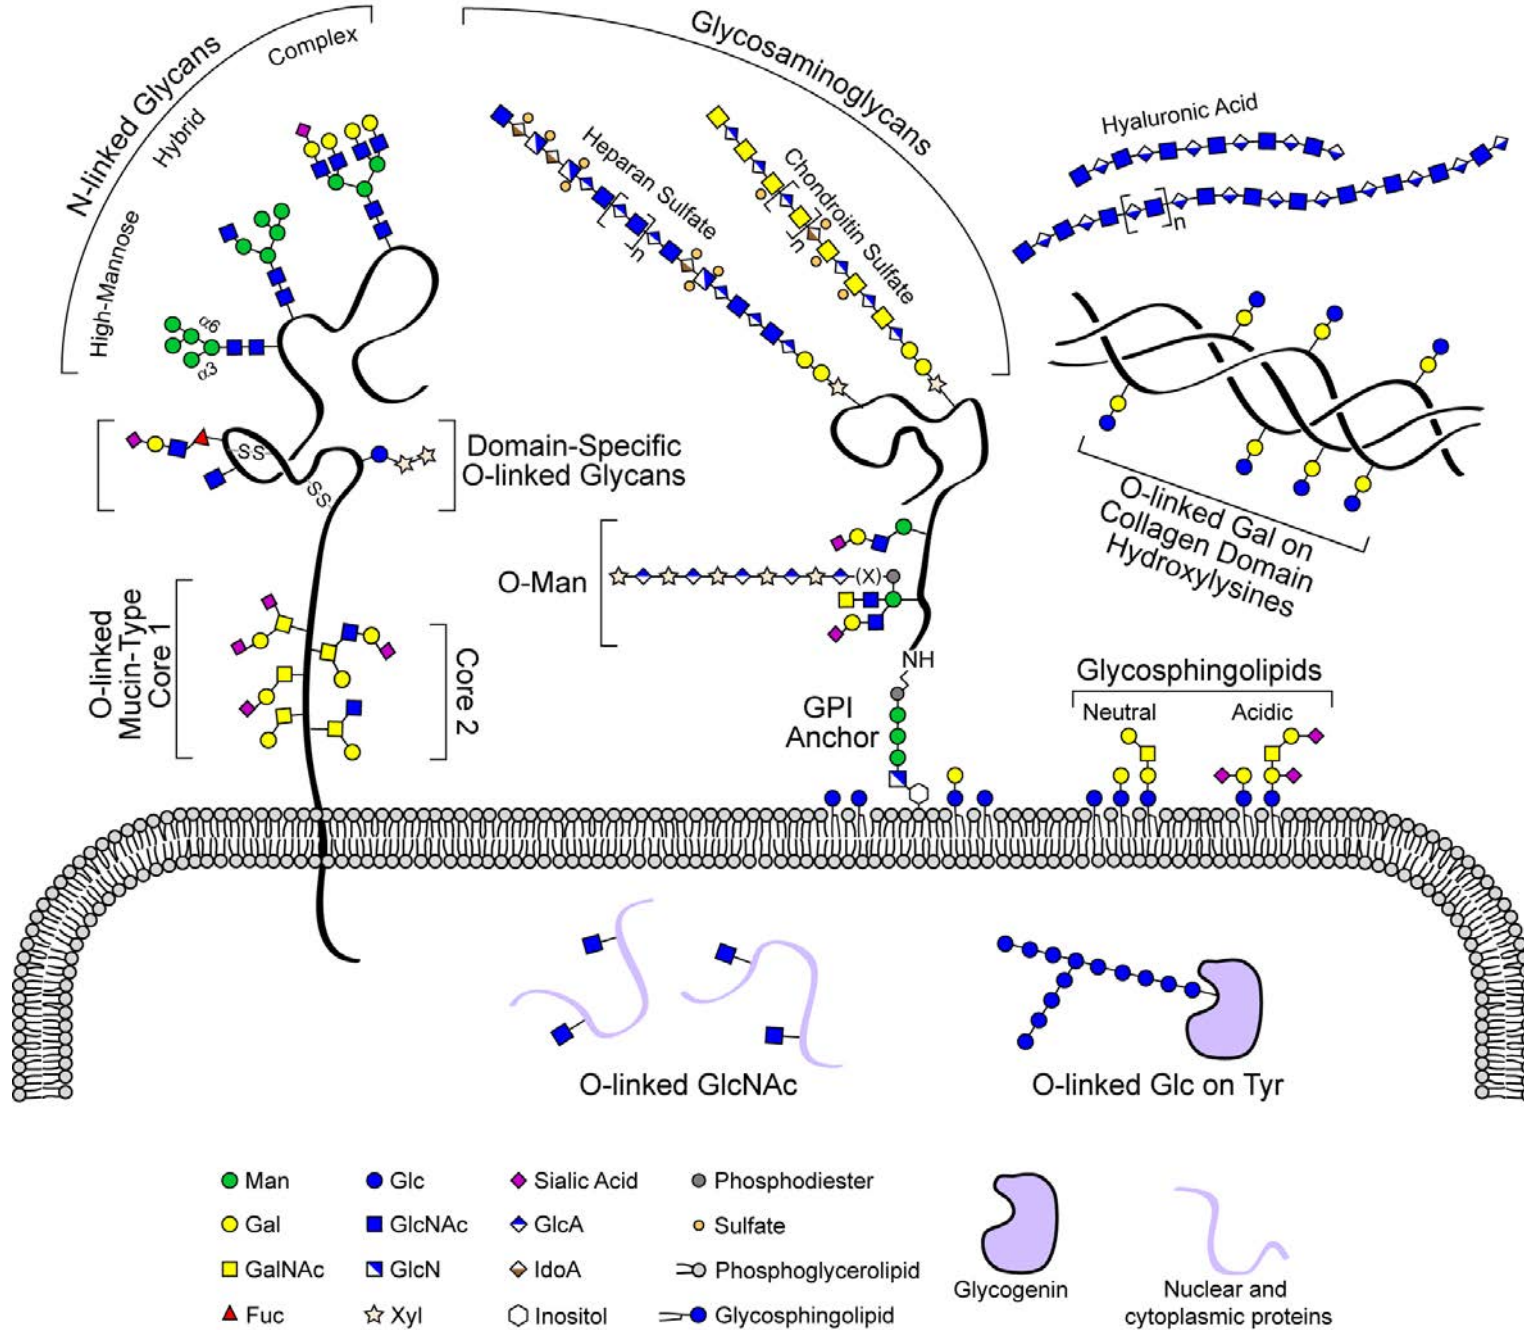 N-linked Glycans
Complex
Hybrid
High-Mannose
α6
α3
Glycosaminoglycans
Heparan Sulfate
n
Chondroitin Sulfate
n
Hyaluronic Acid
n
SS
SS
Domain-Specific
O-linked Glycans
O-linked Gal on
Collagen Domain
Hydroxylysines
O-Man
(X)
NH
O-linked
Mucin-Type
Core 1
Core 2
GPI
Anchor
Glycosphingolipids
Neutral
Acidic
O-linked GlcNAc
O-linked Glc on Tyr
Man
Glc
Sialic Acid
Phosphodiester
Gal
GlcNAc
GlcA
Sulfate
GalNAc
GlcN
IdoA
Phosphoglycerolipid
Fuc
Xyl
Inositol
Glycosphingolipid
Glycogenin
Nuclear and
cytoplasmic proteins